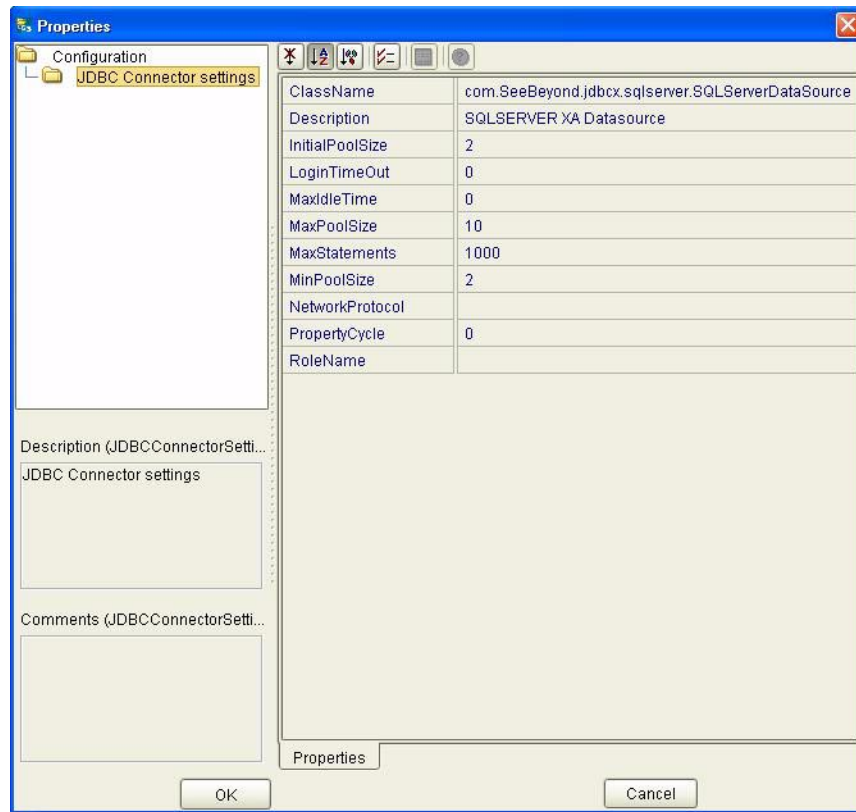 Properties
Configuration
JDBC Connector settings
ClassName com.SeeBeyond.jdbcx.sqlserver.SQLServerDataSource
Description SQLSERVER XA Datasource
InitialPoolSize 2
LoginTimeOut 0
MaxIdleTime 0
MaxPoolSize 10
MaxStatements 1000
MinPoolSize 2
NetworkProtocol
PropertyCycle 0
RoleName
Description (JDBCConnectorSetti...
JDBC Connector settings
Comments (JDBCConnectorSetti...
Properties
OK Cancel